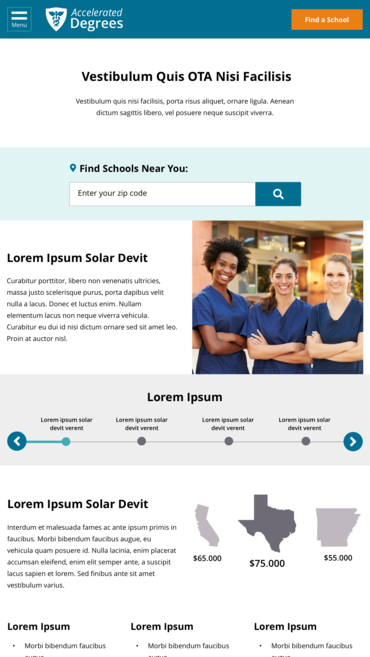 Menu
Accelerated
Degrees
Find a School
Vestibulum Quis OTA Nisi Facilisis
Vestibulum quis nisi facilisis, porta risus aliquet, ornare ligula. Aenean
dictum sagittis libero, vel posuere neque suscipit viverra.
Find Schools Near You:
Enter your zip code
Lorem Ipsum Solar Devit
Curabitur porttitor, libero non venenatis ultricies,
massa justo scelerisque purus, porta dapibus velit
nulla a lacus. Donec et luctus enim. Nullam
elementum lacus non neque viverra vehicula.
Curabitur eu dui id nisi dictum ornare sed sit amet leo.
Proin at auctor nisl.
Lorem Ipsum
Lorem ipsum solar
devit verent
Lorem ipsum solar
devit verent
Lorem ipsum solar
devit verent
Lorem ipsum solar
devit verent
Lorem Ipsum Solar Devit
Interdum et malesuada fames ac ante ipsum primis in
faucibus. Morbi bibendum faucibus quam, eu
vehicula quam posuere id. Nulla lacinia, enim placerat
accumsan eleifend, enim elit semper ante, a suscipit
lacus sapien et lorem. Sed finibus ante sit amet
vestibulum varius.
$65.000
$75.000
$55.000
Lorem Ipsum
• Morbi bibendum faucibus
Lorem Ipsum
• Morbi bibendum faucibus
Lorem Ipsum
• Morbi bibendum faucibus